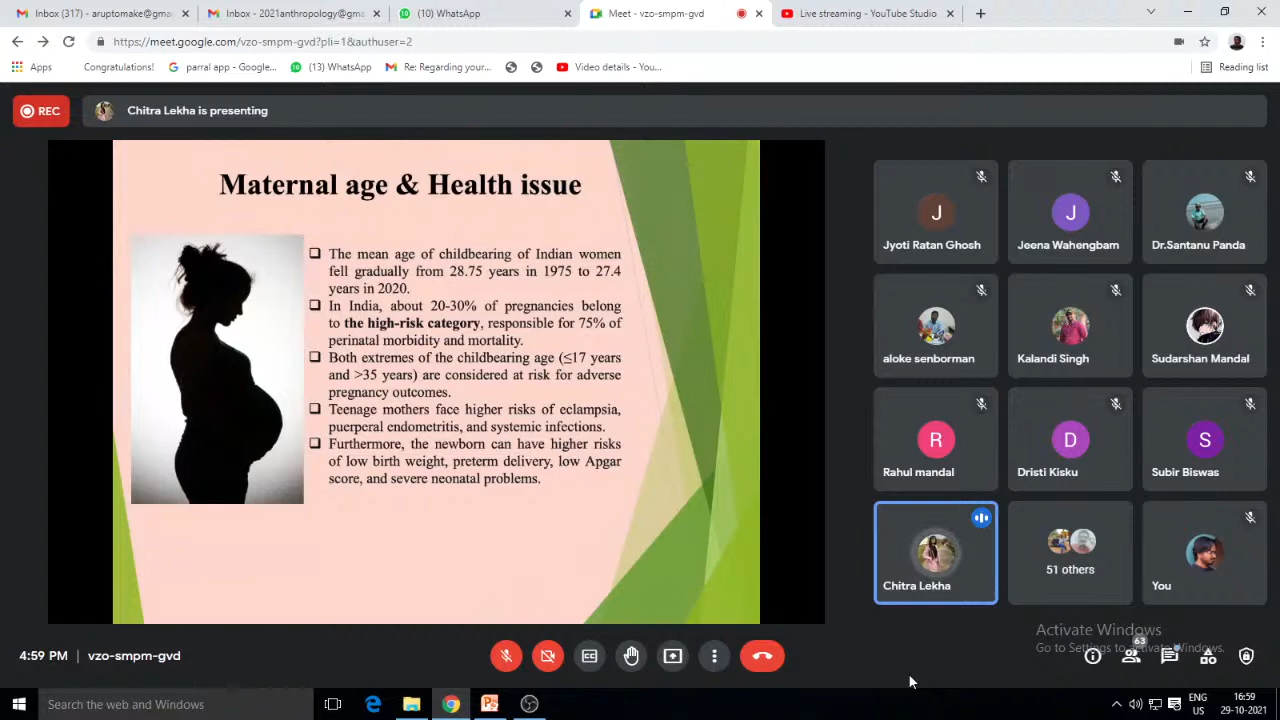 Inbox (317) - aruptomake@gma
Inbox - 2021anthropology@gma
(10) WhatsApp
Meet - vzo-smpm-gvd
Live streaming - YouTube Studio
https://meet.google.com/vzo-smpm-gvd?pli=1&authuser=2
Apps
Congratulations!
parral app - Google...
(13) WhatsApp
Re: Regarding your...
Video details - You...
Reading list
REC
Chitra Lekha is presenting
Maternal age & Health issue
The mean age of childbearing of Indian women
fell gradually from 28.75 years in 1975 to 27.4
years in 2020.
In India, about 20-30% of pregnancies belong
to the high-risk category, responsible for 75% of
perinatal morbidity and mortality.
Both extremes of the childbearing age (≤17 years
and >35 years) are considered at risk for adverse
pregnancy outcomes.
Teenage mothers face higher risks of eclampsia,
puerperal endometritis, and systemic infections.
Furthermore, the newborn can have higher risks
of low birth weight, preterm delivery, low Apgar
score, and severe neonatal problems.
J
Jyoti Ratan Ghosh
J
Jeena Wahengbam
Dr.Santanu Panda
aloke senborman
Kalandi Singh
Sudarshan Mandal
R
Rahul mandal
D
Dristi Kisku
S
Subir Biswas
Chitra Lekha
51 others
You
Activate Windows
Go to Settings to activate Windows.
4:59 PM | vzo-smpm-gvd
63
Search the web and Windows
ENG
US
16:59
29-10-2021